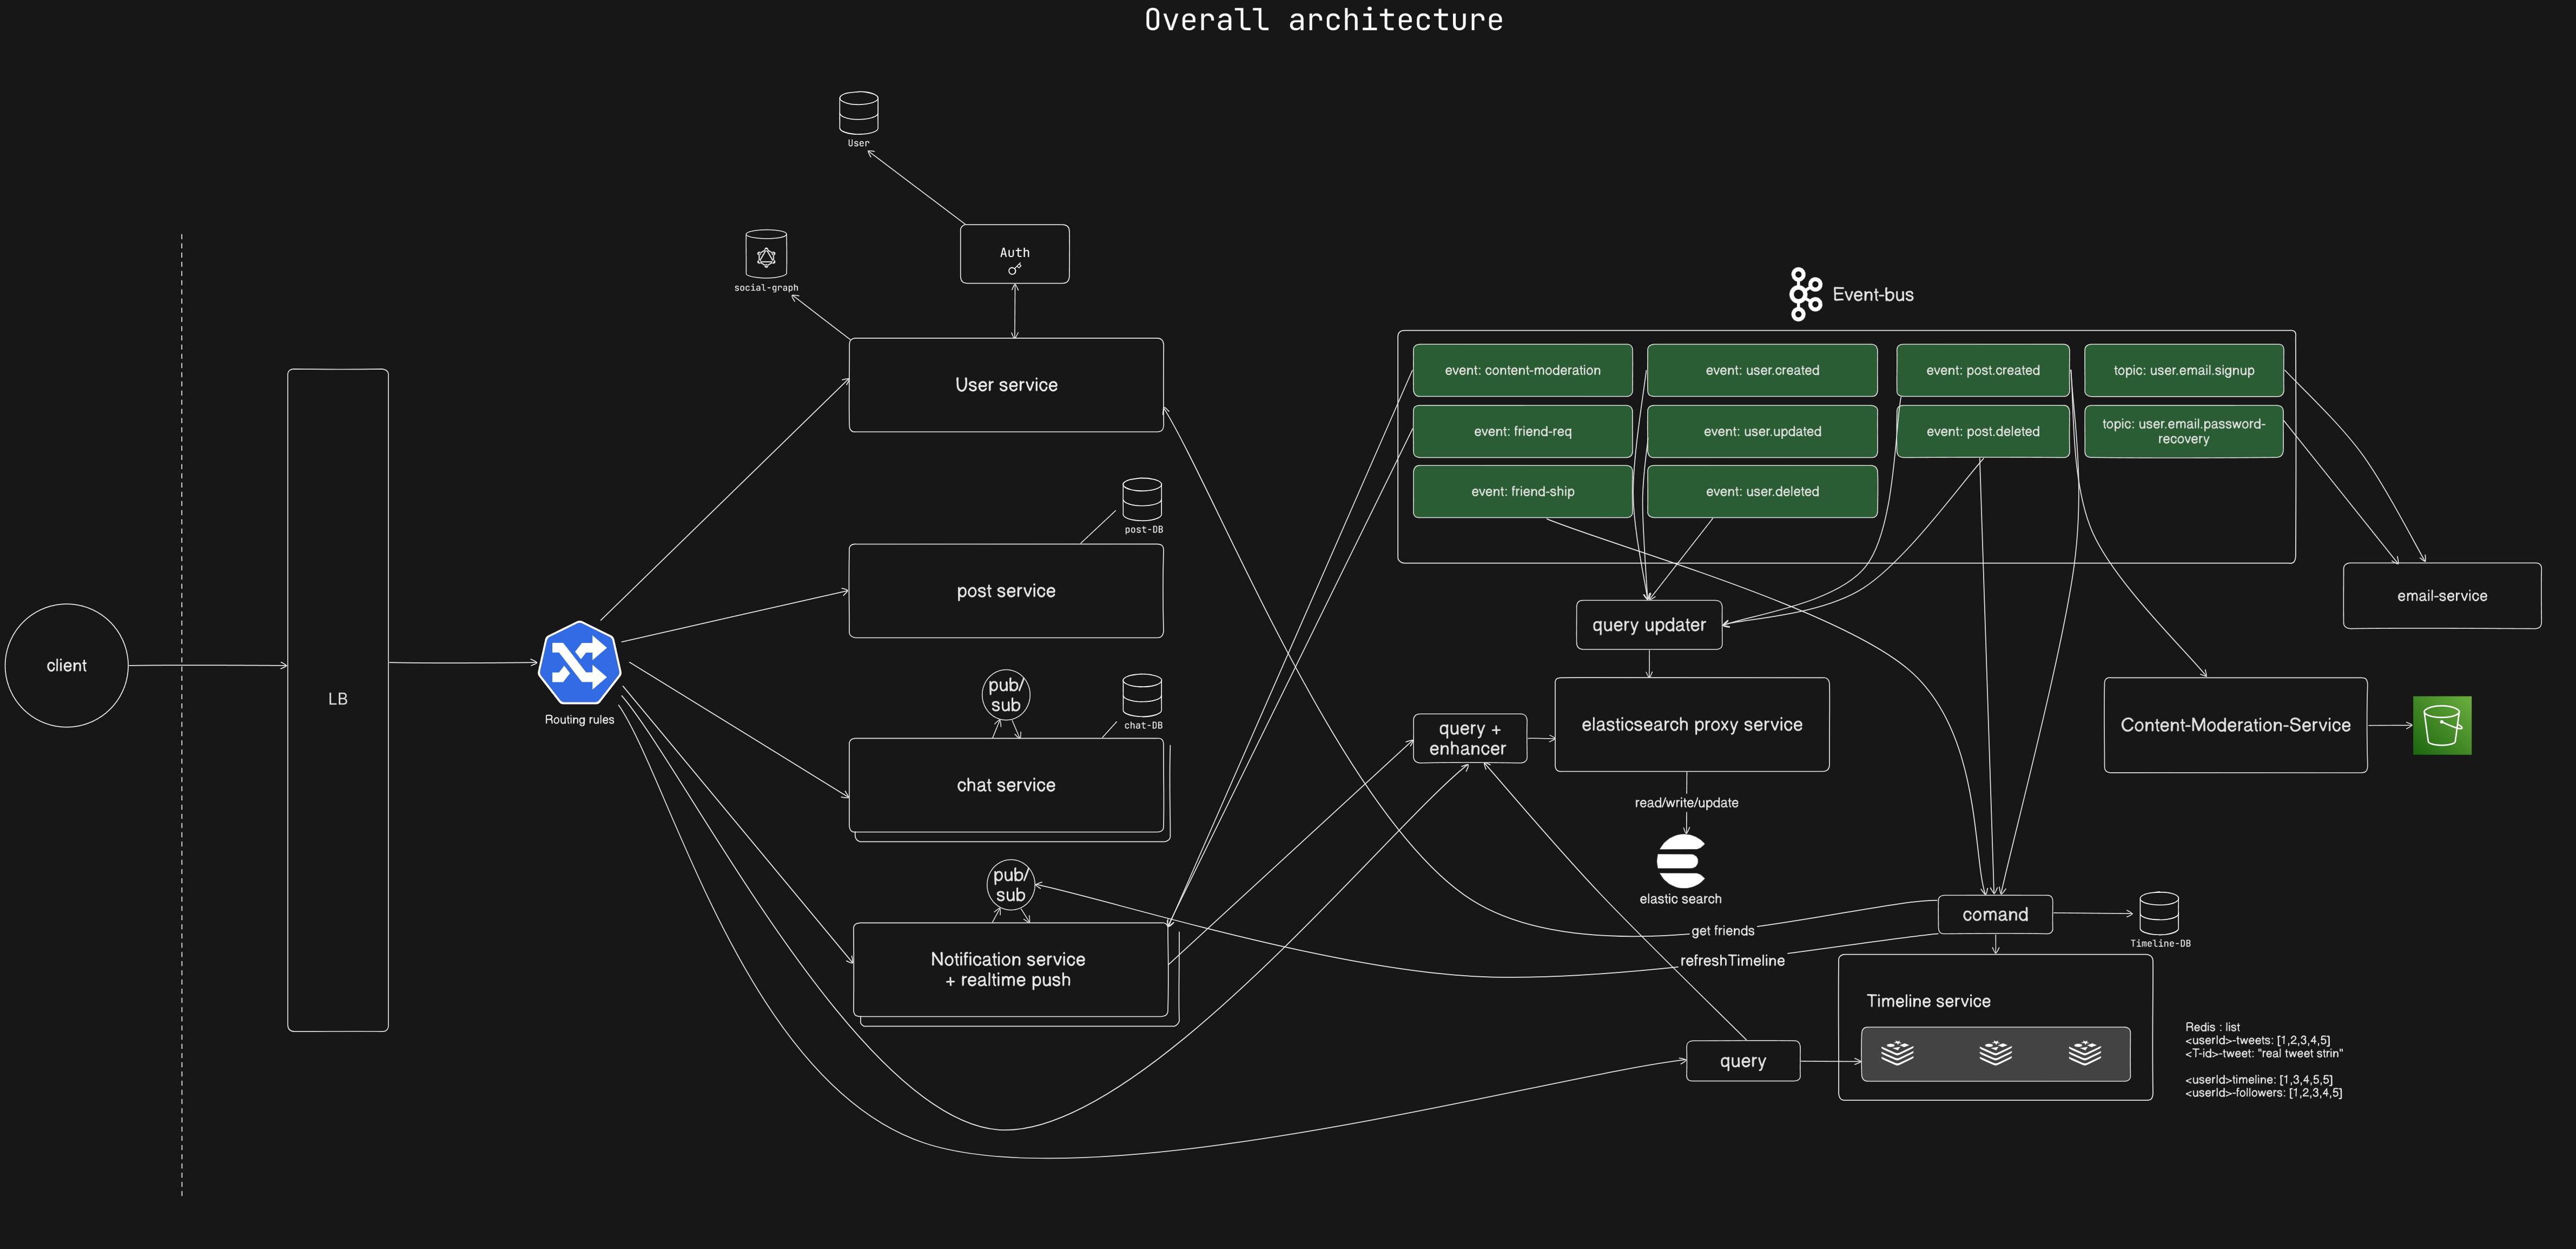 Overall architecture
User
Auth
social-graph
User service
post-DB
post service
client
LB
Routing rules
pub/
sub
chat-DB
chat service
pub/
sub
Notification service
+ realtime push
Event-bus
event: content-moderation
event: user.created
event: post.created
topic: user.email.signup
event: friend-req
event: user.updated
event: post.deleted
topic: user.email.password-
recovery
event: friend-ship
event: user.deleted
email-service
query updater
query +
enhancer
elasticsearch proxy service
Content-Moderation-Service
read/write/update
elastic search
comand
Timeline-DB
get friends
refreshTimeline
Timeline service
query
Redis : list
<userId>-tweets: [1,2,3,4,5]
<T-id>-tweet: "real tweet strin"
<userId>timeline: [1,3,4,5,5]
<userId>-followers: [1,2,3,4,5]